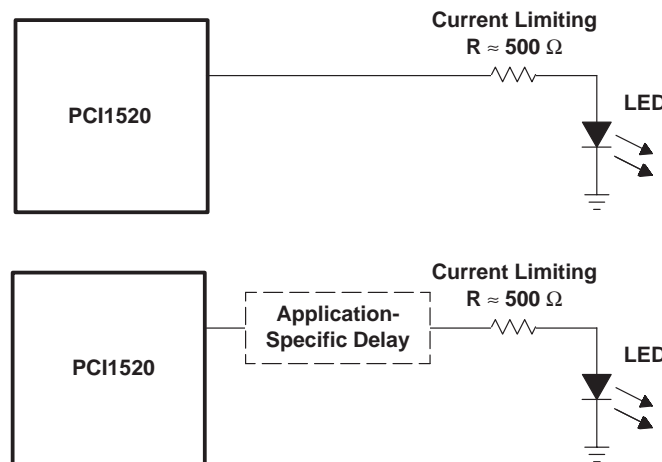 Current Limiting
R ≈ 500 Ω
PCI1520
LED
Current Limiting
R ≈ 500 Ω
Application-
Specific Delay
PCI1520
LED